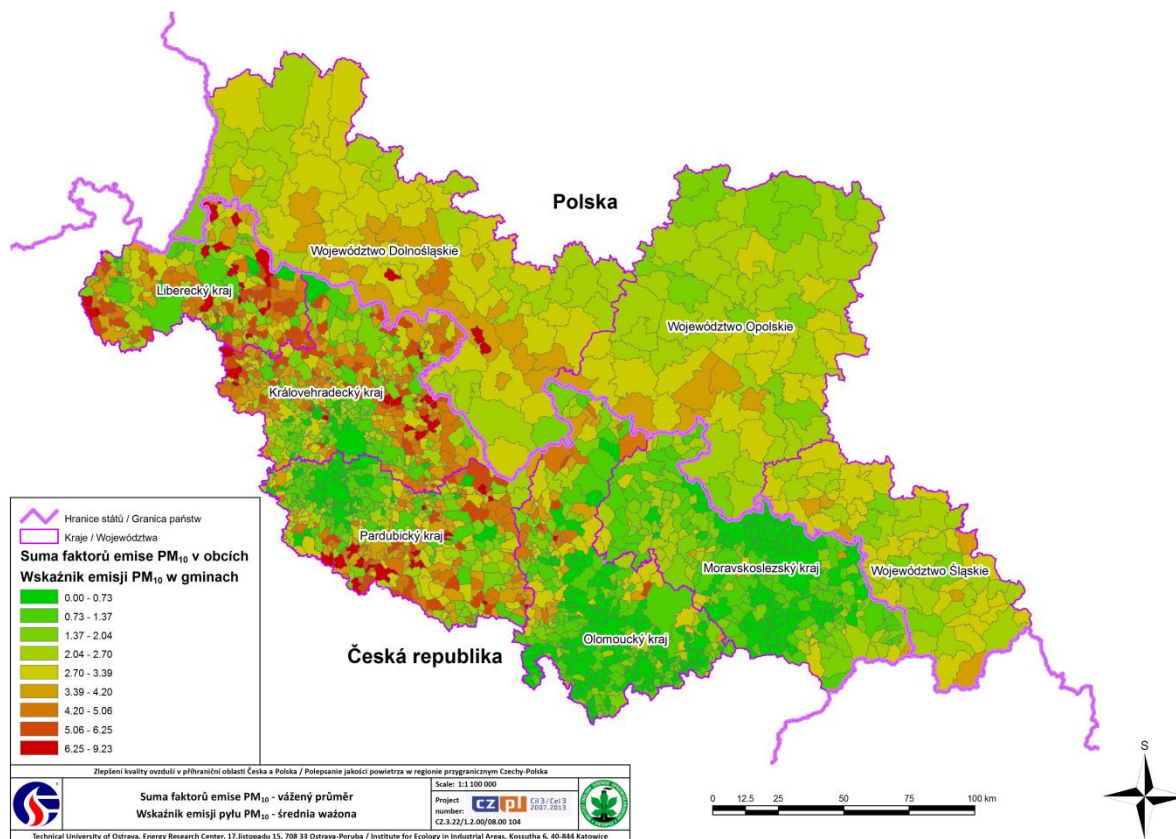 Polska
Województwo Dolnośląskie
Liberecký kraj
Województwo Opolskie
Královehradecký kraj
Pardubický kraj
Moravskoslezský kraj
Województwo Śląskie
Olomoucký kraj
Česká republika
Hranice států / Granica państw
Kraje / Województwa
Suma faktorů emise PM10 v obcích
Wskaźnik emisji PM10 w gminach
0.00 - 0.73
0.73 - 1.37
1.37 - 2.04
2.04 - 2.70
2.70 - 3.39
3.39 - 4.20
4.20 - 5.06
5.06 - 6.25
6.25 - 9.23
Zlepšení kvality ovzduší v příhraniční oblasti Česka a Polska / Polepsanie jakości powietrza w regionie przygranicznym Czechy-Polska
Suma faktorů emise PM10 - vážený průměr
Wskaźnik emisji pyłu PM10 - średnia ważona
Scale: 1:1 100 000
Project number:
CZ PL Cíl 3 / Cel 3 2007.2013
CZ.3.22/1.2.00/08.00 104
Technical University of Ostrava, Energy Research Center, 17.listopadu 15, 708 33 Ostrava-Poruba / Institute for Ecology in Industrial Areas, Kossutha 6, 40-844 Katowice
0 12.5 25 50 75 100 km
S